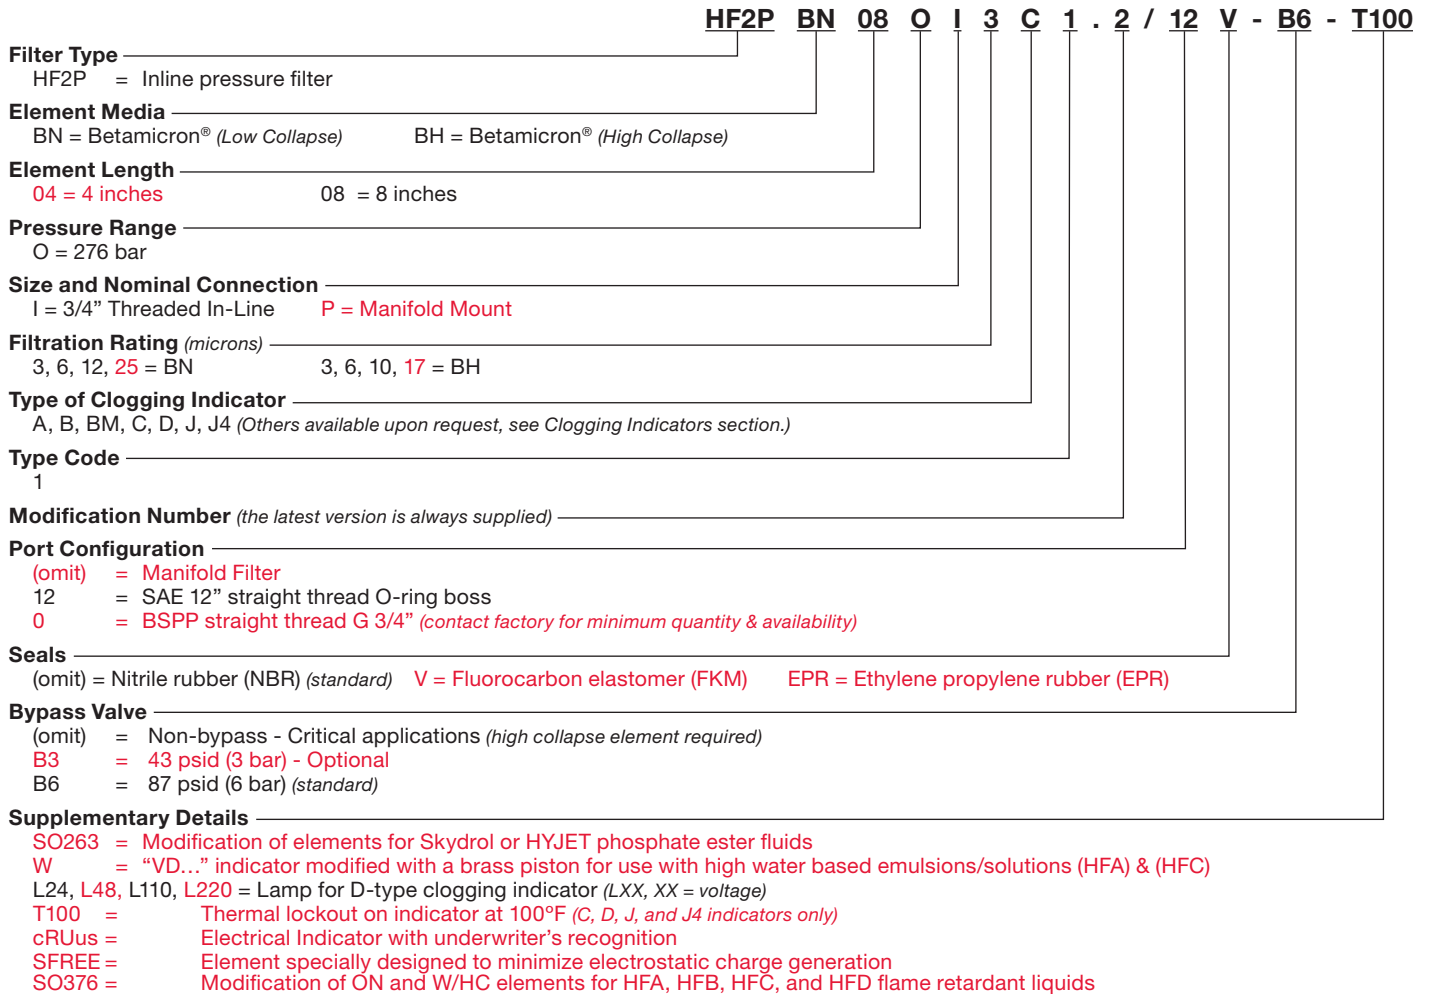 HF2P BN 08 O I 3 C 1 . 2 / 12 V - B6 - T100
Filter Type
HF2P = Inline pressure filter
Element Media
BN = Betamicron® (Low Collapse) BH = Betamicron® (High Collapse)
Element Length
04 = 4 inches 08 = 8 inches
Pressure Range
O = 276 bar
Size and Nominal Connection
I = 3/4” Threaded In-Line P = Manifold Mount
Filtration Rating (microns)
3, 6, 12, 25 = BN 3, 6, 10, 17 = BH
Type of Clogging Indicator
A, B, BM, C, D, J, J4 (Others available upon request, see Clogging Indicators section.)
Type Code
1
Modification Number (the latest version is always supplied)
Port Configuration
(omit) = Manifold Filter
12 = SAE 12” straight thread O-ring boss
0 = BSPP straight thread G 3/4” (contact factory for minimum quantity & availability)
Seals
(omit) = Nitrile rubber (NBR) (standard) V = Fluorocarbon elastomer (FKM) EPR = Ethylene propylene rubber (EPR)
Bypass Valve
(omit) = Non-bypass - Critical applications (high collapse element required)
B3 = 43 psid (3 bar) - Optional
B6 = 87 psid (6 bar) (standard)
Supplementary Details
SO263 = Modification of elements for Skydrol or HYJET phosphate ester fluids
W = “VD…” indicator modified with a brass piston for use with high water based emulsions/solutions (HFA) & (HFC)
L24, L48, L110, L220 = Lamp for D-type clogging indicator (LXX, XX = voltage)
T100 = Thermal lockout on indicator at 100ºF (C, D, J, and J4 indicators only)
cRUus = Electrical Indicator with underwriter’s recognition
SFREE = Element specially designed to minimize electrostatic charge generation
SO376 = Modification of ON and W/HC elements for HFA, HFB, HFC, and HFD flame retardant liquids